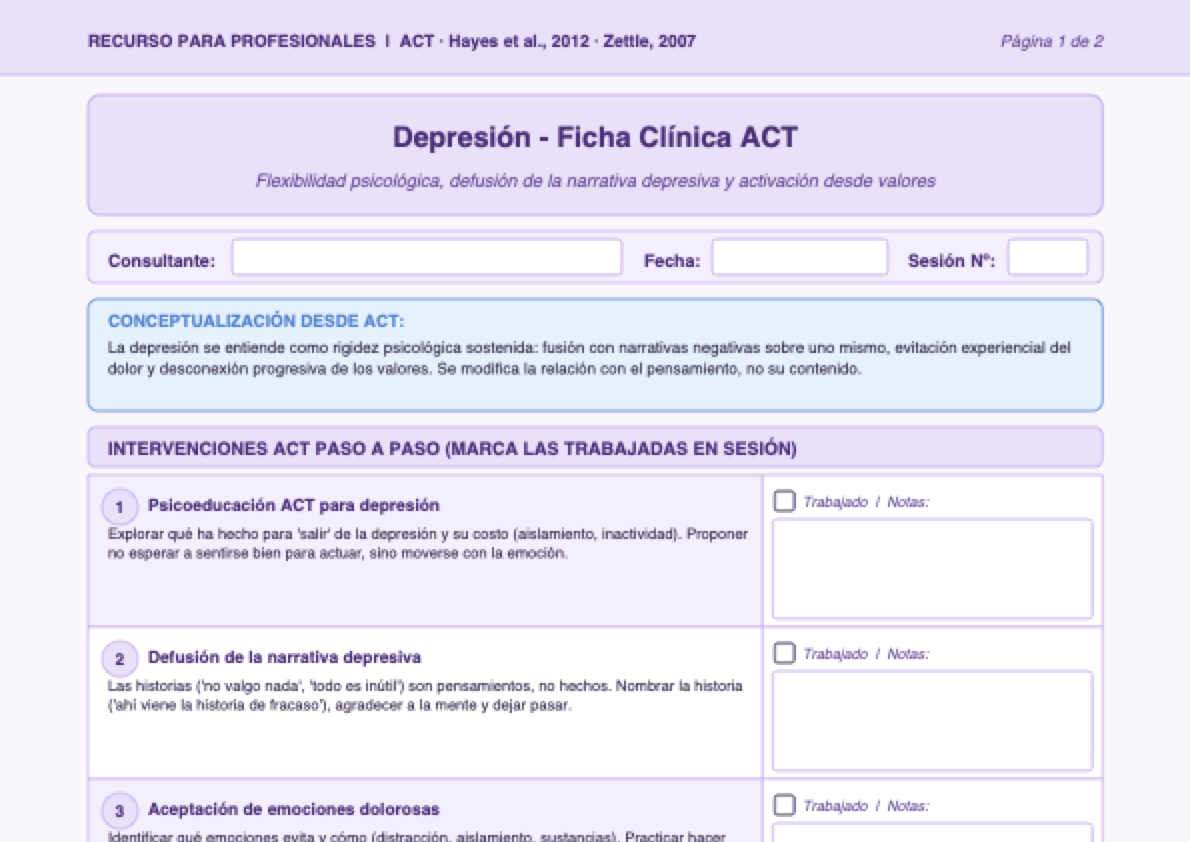 RECURSO PARA PROFESIONALES | ACT · Hayes et al., 2012 · Zettle, 2007
Página 1 de 2
Depresión - Ficha Clínica ACT
Flexibilidad psicológica, defusión de la narrativa depresiva y activación desde valores
Consultante: Fecha: Sesión Nº:
CONCEPTUALIZACIÓN DESDE ACT:
La depresión se entiende como rigidez psicológica sostenida: fusión con narrativas negativas sobre uno mismo, evitación experiencial del
dolor y desconexión progresiva de los valores. Se modifica la relación con el pensamiento, no su contenido.
INTERVENCIONES ACT PASO A PASO (MARCA LAS TRABAJADAS EN SESIÓN)
1 Psicoeducación ACT para depresión
Explorar qué ha hecho para 'salir' de la depresión y su costo (aislamiento, inactividad). Proponer
no esperar a sentirse bien para actuar, sino moverse con la emoción.
Trabajado | Notas:
2 Defusión de la narrativa depresiva
Las historias ('no valgo nada', 'todo es inútil') son pensamientos, no hechos. Nombrar la historia
('ahí viene la historia de fracaso'), agradecer a la mente y dejar pasar.
Trabajado | Notas:
3 Aceptación de emociones dolorosas
Identificar qué emociones evita y cómo (distracción, aislamiento, sustancias). Practicar hacer
Trabajado | Notas: